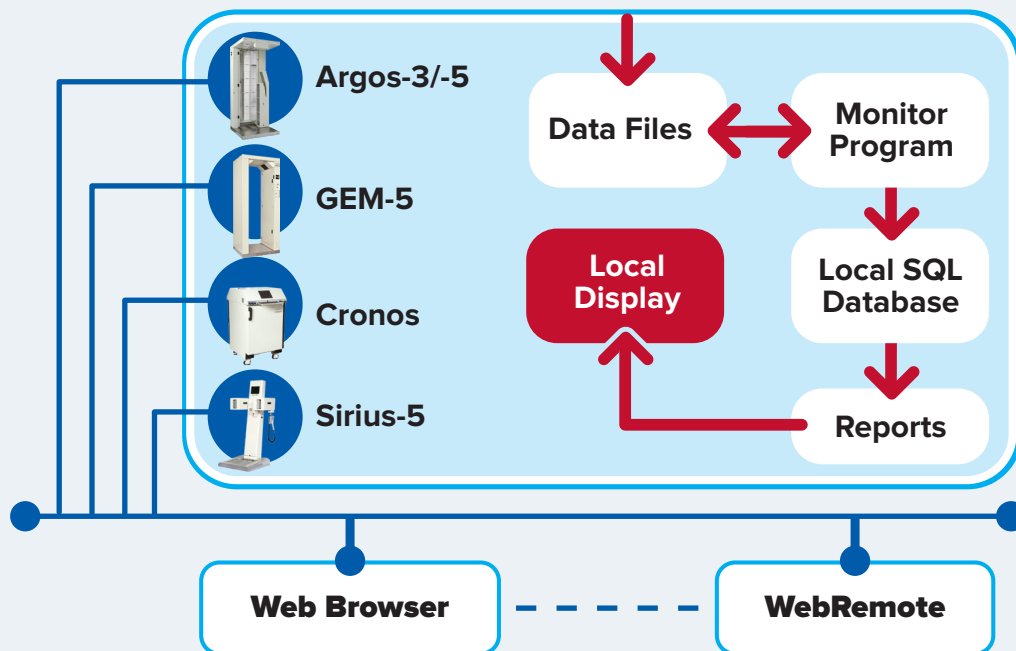 Argos-3/-5
GEM-5
Cronos
Sirius-5
Data Files
Monitor
Program
Local
Display
Local SQL
Database
Reports
Web Browser
WebRemote